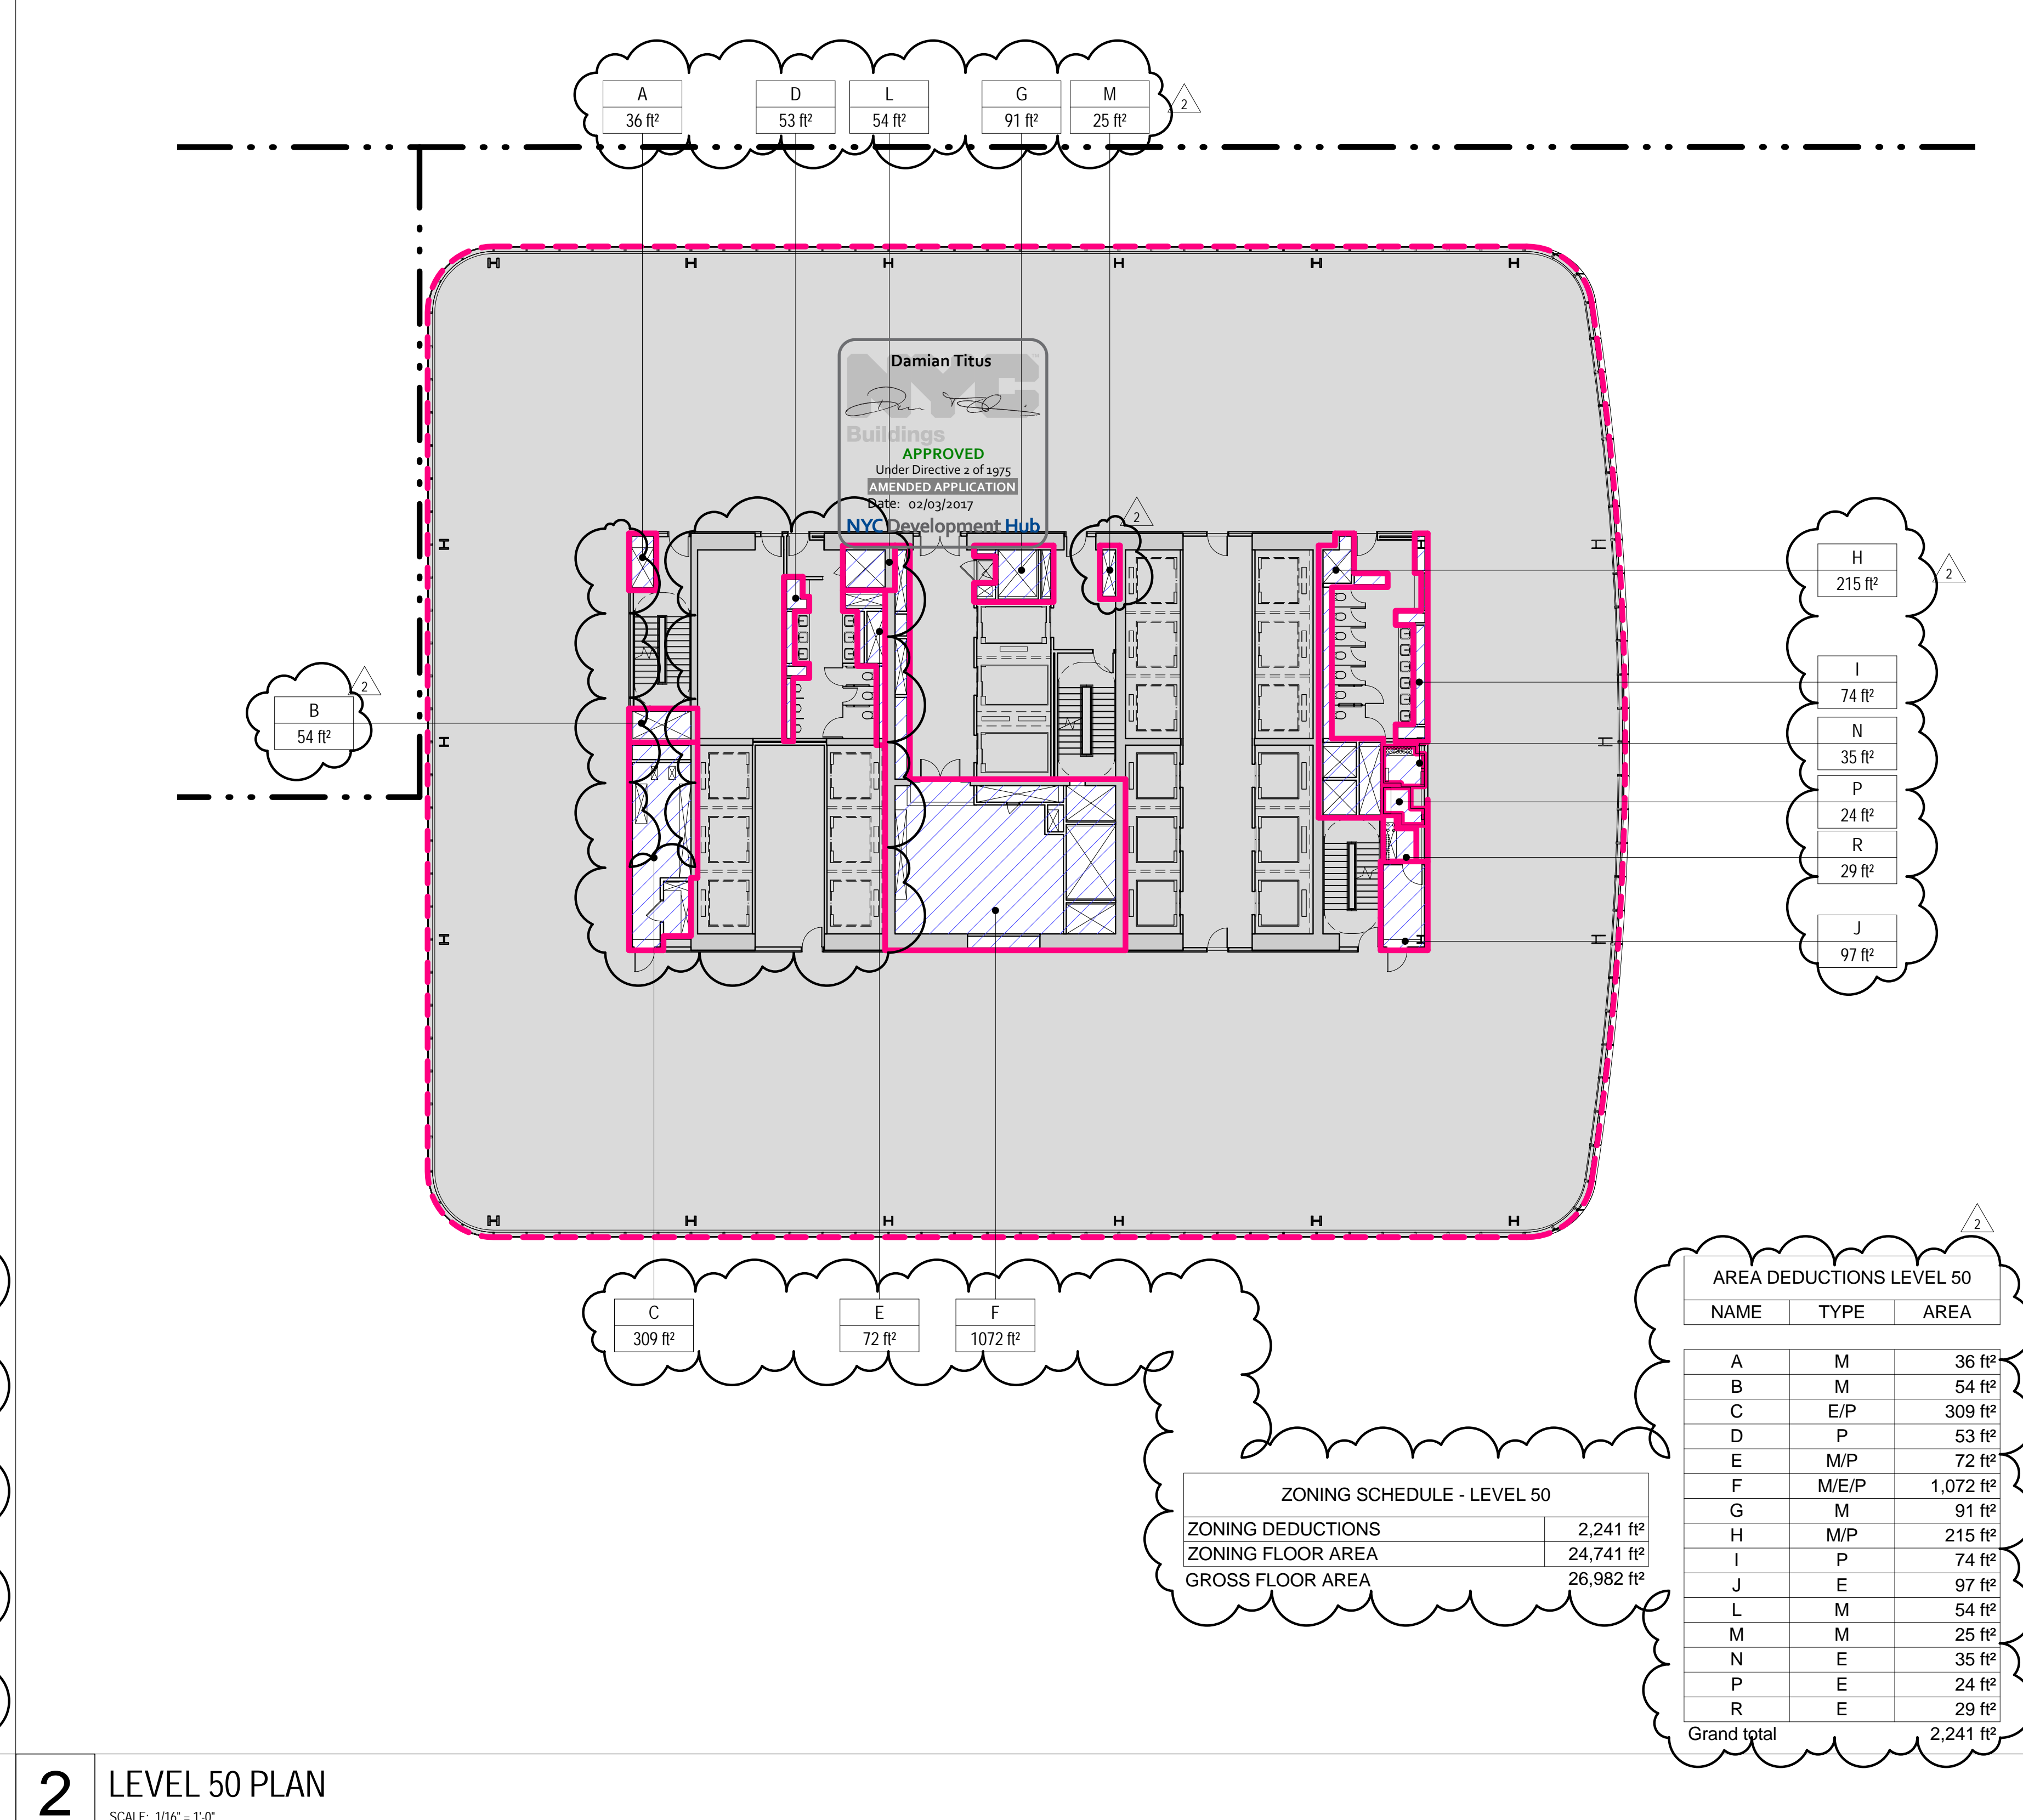 A D L G M
36 ft² 53 ft² 54 ft² 91 ft² 25 ft²
2
Damian Titus
NYC
Buildings
APPROVED
Under Directive 2 of 1975
AMENDED APPLICATION
Date: 02/03/2017
NYC Development Hub
2
H
215 ft²
2
I
74 ft²
B
54 ft²
2
N
35 ft²
P
24 ft²
R
29 ft²
J
97 ft²
C E F
309 ft² 72 ft² 1072 ft²
2
AREA DEDUCTIONS LEVEL 50
NAME TYPE AREA
A M 36 ft²
B M 54 ft²
C E/P 309 ft²
D P 53 ft²
E M/P 72 ft²
F M/E/P 1,072 ft²
G M 91 ft²
H M/P 215 ft²
I P 74 ft²
J E 97 ft²
L M 54 ft²
M M 25 ft²
N E 35 ft²
P E 24 ft²
R E 29 ft²
Grand total 2,241 ft²
ZONING SCHEDULE - LEVEL 50
ZONING DEDUCTIONS 2,241 ft²
ZONING FLOOR AREA 24,741 ft²
GROSS FLOOR AREA 26,982 ft²
2 LEVEL 50 PLAN
SCALE: 1/16" = 1'-0"